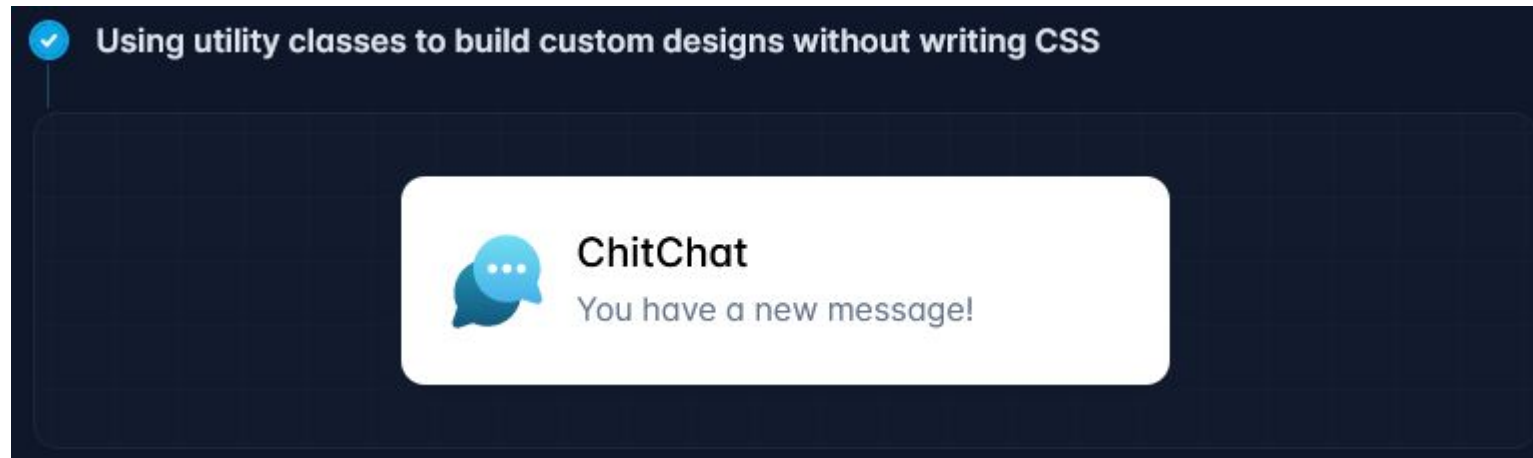 Using utility classes to build custom designs without writing CSS
ChitChat
You have a new message!